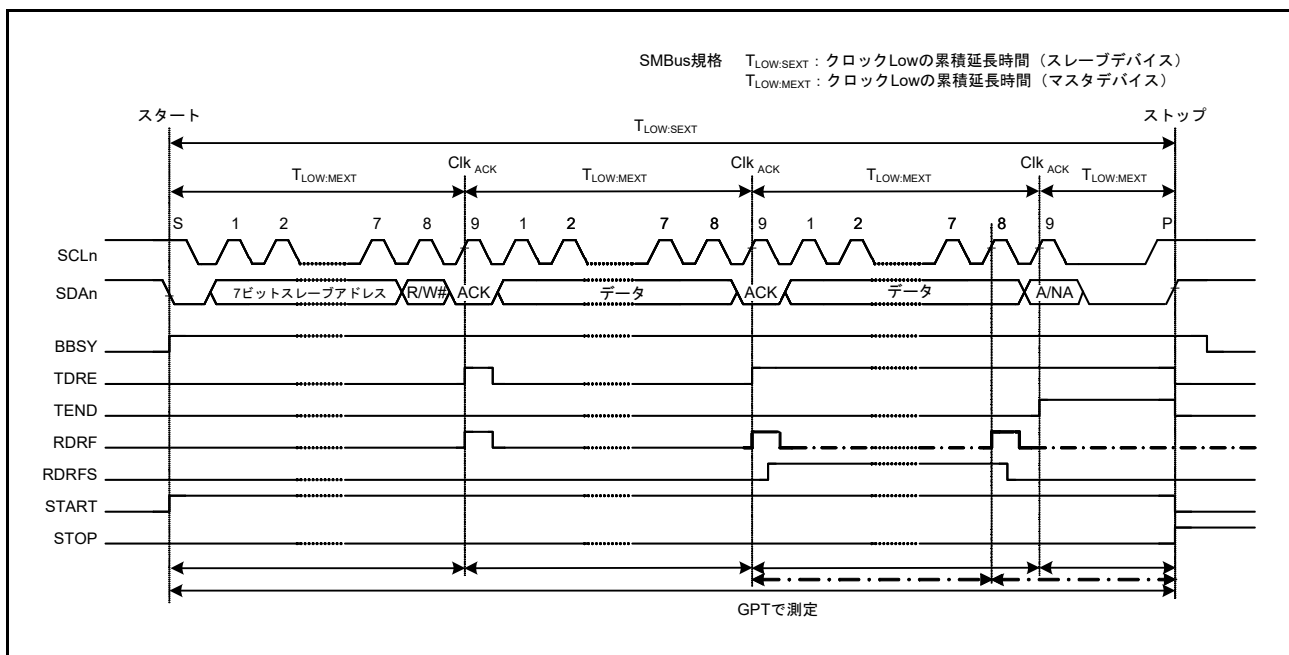 SMBus規格 TLOW:SEXT : クロックLowの累積延長時間（スレーブデバイス）
TLOW:MEXT : クロックLowの累積延長時間（マスタデバイス）
スタート ストップ
TLOW:SEXT
ClkACK ClkACK ClkACK
TLOW:MEXT TLOW:MEXT TLOW:MEXT TLOW:MEXT
S 1 2 7 8 9 1 2 7 8 9 1 2 7 8 9 P
SCLn
SDAn 7ビットスレーブアドレス R/W# ACK データ ACK データ A/NA
BBSY
TDRE
TEND
RDRF
RDRFS
START
STOP
GPTで測定